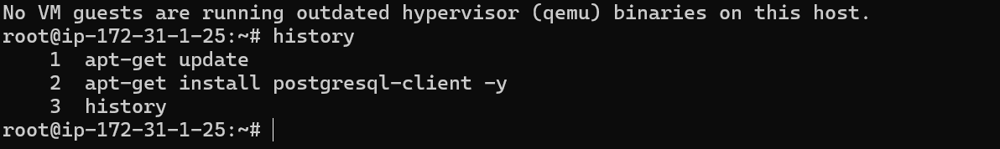 No VM guests are running outdated hypervisor (qemu) binaries on this host.
root@ip-172-31-1-25:~# history
    1  apt-get update
    2  apt-get install postgresql-client -y
    3  history
root@ip-172-31-1-25:~#